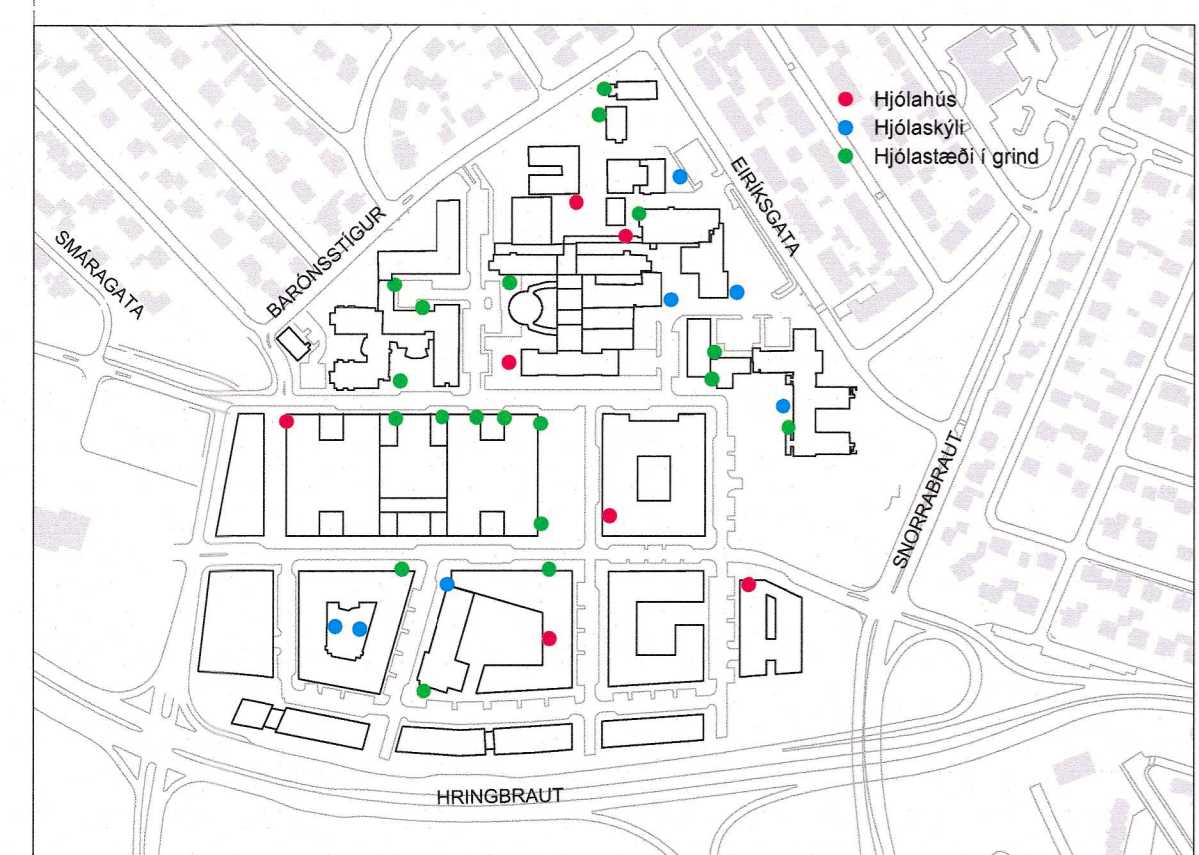 Hjólahús
Hjólaskýli
Hjólastæði í grind
EIRÍKSGATA
BARÓNSSTÍGUR
SMÁRAGATA
SNORRABRAUT
HRINGBRAUT